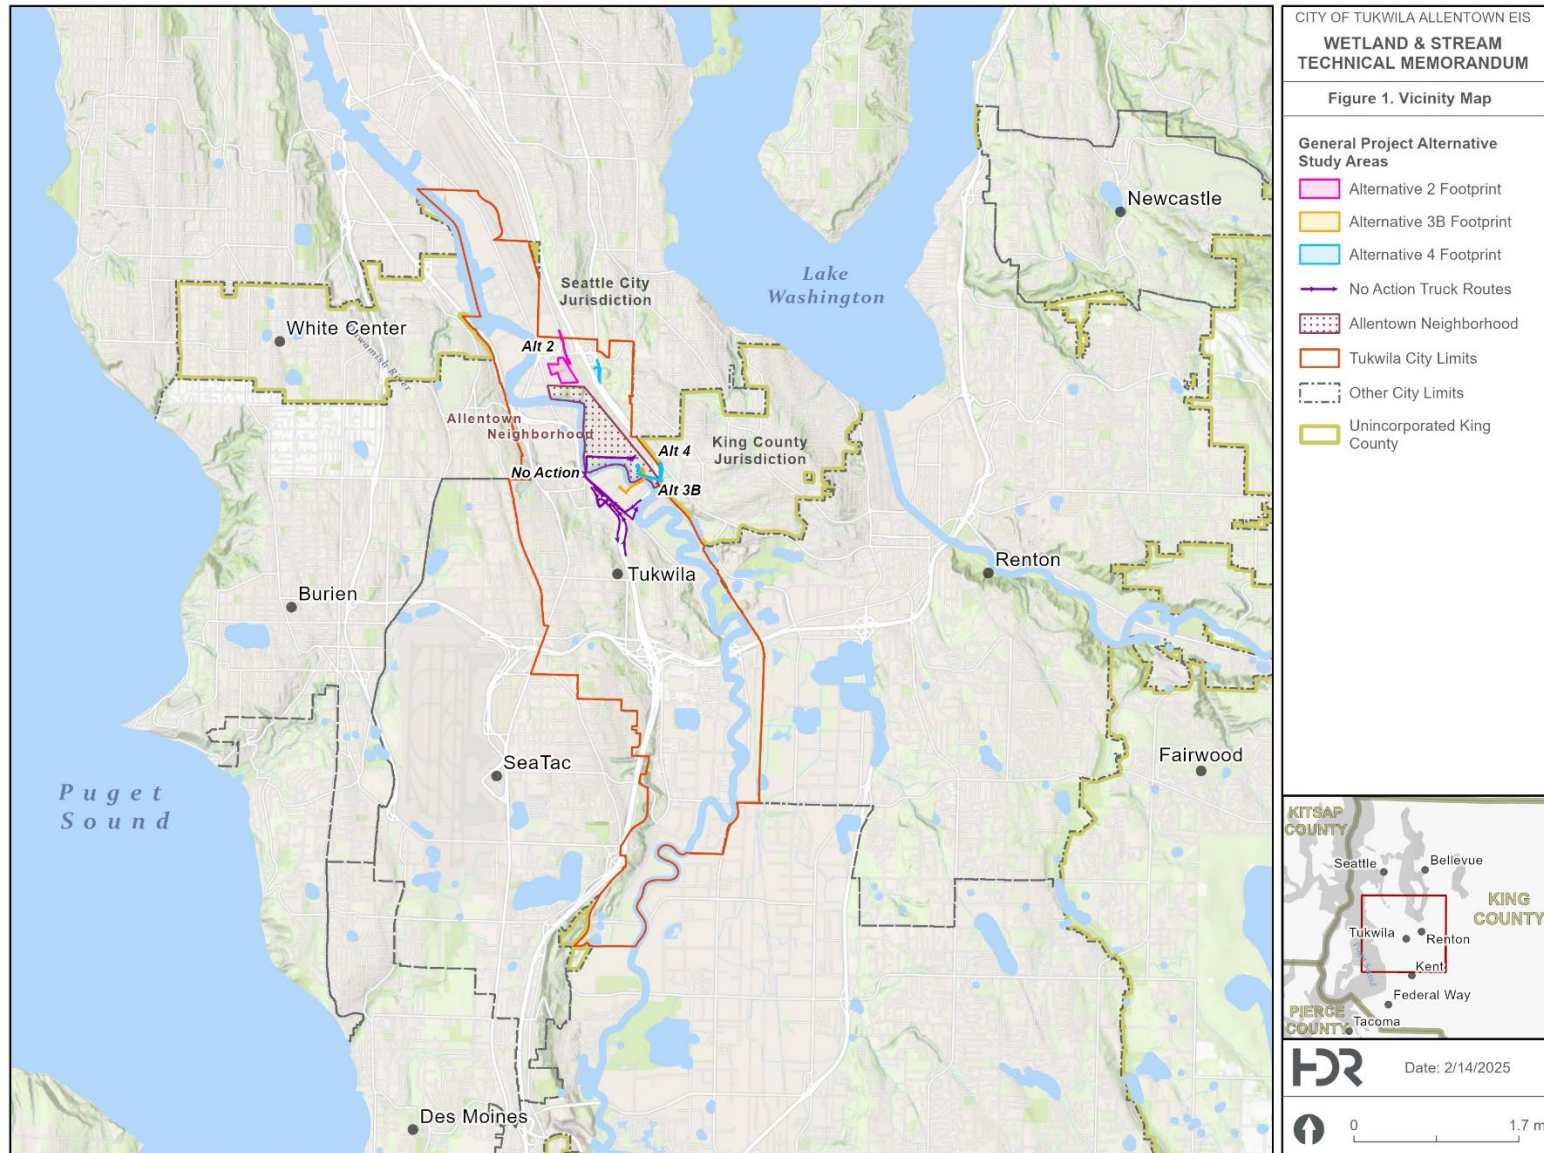 CITY OF TUKWILA ALLENTOWN EIS
WETLAND & STREAM
TECHNICAL MEMORANDUM
Figure 1. Vicinity Map
General Project Alternative
Study Areas
Alternative 2 Footprint
Alternative 3B Footprint
Alternative 4 Footprint
No Action Truck Routes
Allentown Neighborhood
Tukwila City Limits
Other City Limits
Unincorporated King
County
Newcastle
Lake
Washington
Seattle City
Jurisdiction
White Center
Alt 2
Allentown
Neighborhood
King County
Jurisdiction
Alt 4
No Action
Alt 3B
Renton
Tukwila
Burien
Fairwood
SeaTac
Puget
Sound
Des Moines
KITSAP
COUNTY
Seattle
Bellevue
KING
COUNTY
Tukwila
Renton
Kent
Federal Way
PIERCE
COUNTY
Tacoma
HDR
Date: 2/14/2025
0
1.7 m